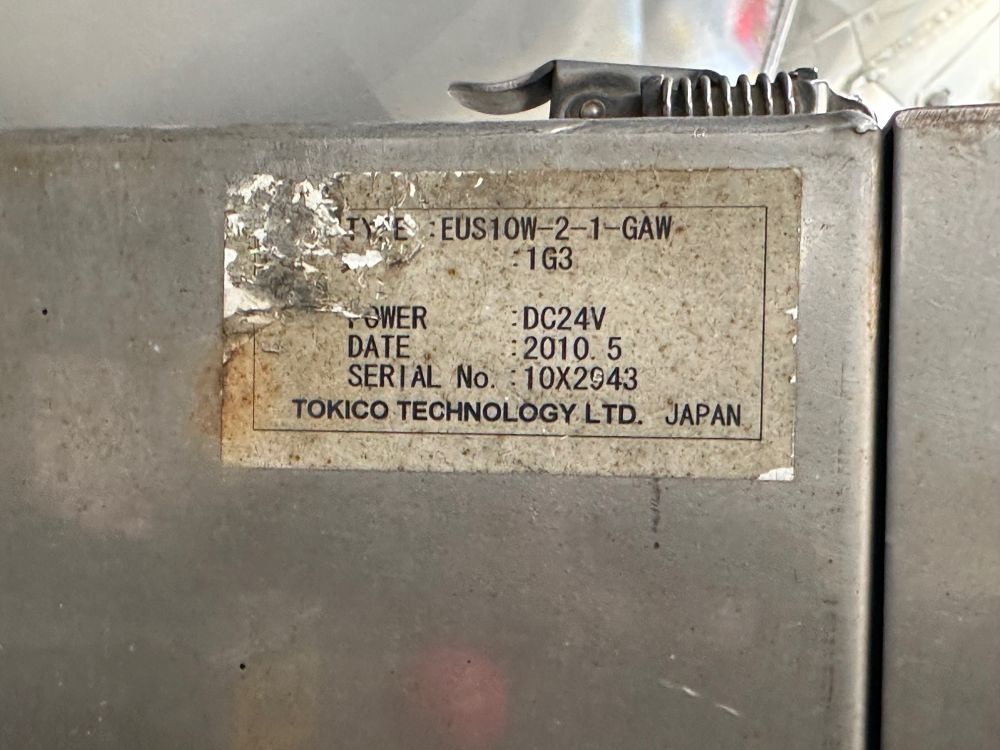 TYPE :EUS10W-2-1-GAW
:1G3
POWER :DC24V
DATE :2010.5
SERIAL No. :10X2943
TOKICO TECHNOLOGY LTD. JAPAN